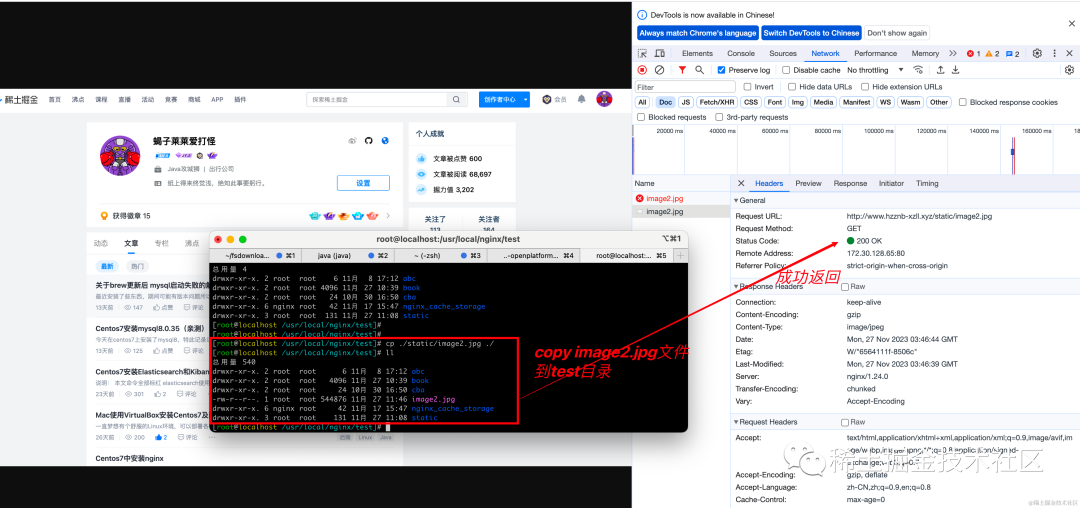 稀土掘金 首页 沸点 课程 直播 活动 竞赛 商城 APP 插件 探索稀土掘金 创作者中心 会员
蝎子莱莱爱打怪
Java攻城狮 | 出行公司
纸上得来终觉浅，绝知此事要躬行。
设置
获得徽章 15
个人成就
文章被点赞 600
文章被阅读 68,697
掘力值 3,202
关注了 关注者
113 164
动态 文章 专栏 沸点
最新 热门
关于brew更新后 mysql启动失败的解
13天前 147 点赞 评论
Centos7安装mysql8.0.35（亲测）
13天前 125 点赞 评论
Centos7安装elasticsearch和Kiban
23天前 301 2 评论
Mac使用VirtualBox安装Centos7及
26天前 200 2 评论
Linux Java
Centos7中安装nginx
root@localhost:/usr/local/nginx/test ⌥⌘1
~/fsdownloa... ⌘1 java (java) ⌘2 ~ (-zsh) ⌘3 ..-openplatform... ⌘4 root@localhost:... ⌘5 +
总用量 4
drwxr-xr-x. 2 root root 6 11月 8 17:12 abc
drwxr-xr-x. 2 root root 4096 11月 27 10:39 book
drwxr-xr-x. 2 root root 24 10月 30 16:50 cba
drwxr-xr-x. 6 nginx root 42 11月 17 15:47 nginx_cache_storage
drwxr-xr-x. 3 root root 131 11月 27 11:08 static
[root@localhost /usr/local/nginx/test]#
[root@localhost /usr/local/nginx/test]#
[root@localhost /usr/local/nginx/test]# cp ./static/image2.jpg ./
[root@localhost /usr/local/nginx/test]# ll
总用量 540
drwxr-xr-x. 2 root root 6 11月 8 17:12 abc
drwxr-xr-x. 2 root root 4096 11月 27 10:39 book
drwxr-xr-x. 2 root root 24 10月 30 16:50 cba
-rw-r--r--. 1 root root 544876 11月 27 11:46 image2.jpg
drwxr-xr-x. 6 nginx root 42 11月 17 15:47 nginx_cache_storage
drwxr-xr-x. 3 root root 131 11月 27 11:08 static
[root@localhost /usr/local/nginx/test]#
copy image2.jpg文件
到test目录
成功返回
DevTools is now available in Chinese!
Always match Chrome's language Switch DevTools to Chinese Don't show again
Elements Console Sources Network Performance Memory 1 2 2
Preserve log Disable cache No throttling
Filter Invert Hide data URLs Hide extension URLs
All Doc JS Fetch/XHR CSS Font Img Media Manifest WS Wasm Other Blocked response cookies
Blocked requests 3rd-party requests
20000 ms 40000 ms 60000 ms 80000 ms 100000 ms 120000 ms 140000 ms 160000 ms 18
Name Headers Preview Response Initiator Timing
image2.jpg
image2.jpg
General
Request URL: http://www.hzznb-xzll.xyz/static/image2.jpg
Request Method: GET
Status Code: 200 OK
Remote Address: 172.30.128.65:80
Referrer Policy: strict-origin-when-cross-origin
Response Headers Raw
Connection: keep-alive
Content-Encoding: gzip
Content-Type: image/jpeg
Date: Mon, 27 Nov 2023 03:46:44 GMT
Etag: W/"6564111f-8506c"
Last-Modified: Mon, 27 Nov 2023 03:46:39 GMT
Server: nginx/1.24.0
Transfer-Encoding: chunked
Vary: Accept-Encoding
Request Headers Raw
Accept: text/html,application/xhtml+xml,application/xml;q=0.9,image/avif,im
Accept-Encoding: gzip, deflate
Accept-Language: zh-CN,zh;q=0.9,en;q=0.8
Cache-Control: max-age=0
稀土掘金技术社区
@稀土掘金技术社区